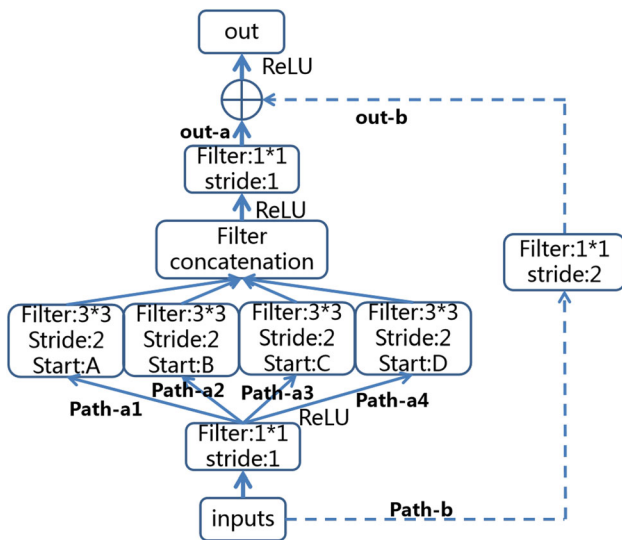 out
ReLU
out-a
out-b
Filter:1*1
stride:1
ReLU
Filter
concatenation
Filter:1*1
stride:2
Filter:3*3
Stride:2
Start:A
Filter:3*3
Stride:2
Start:B
Filter:3*3
Stride:2
Start:C
Filter:3*3
Stride:2
Start:D
Path-a1
Path-a2
Path-a3
Path-a4
ReLU
Filter:1*1
stride:1
inputs
Path-b